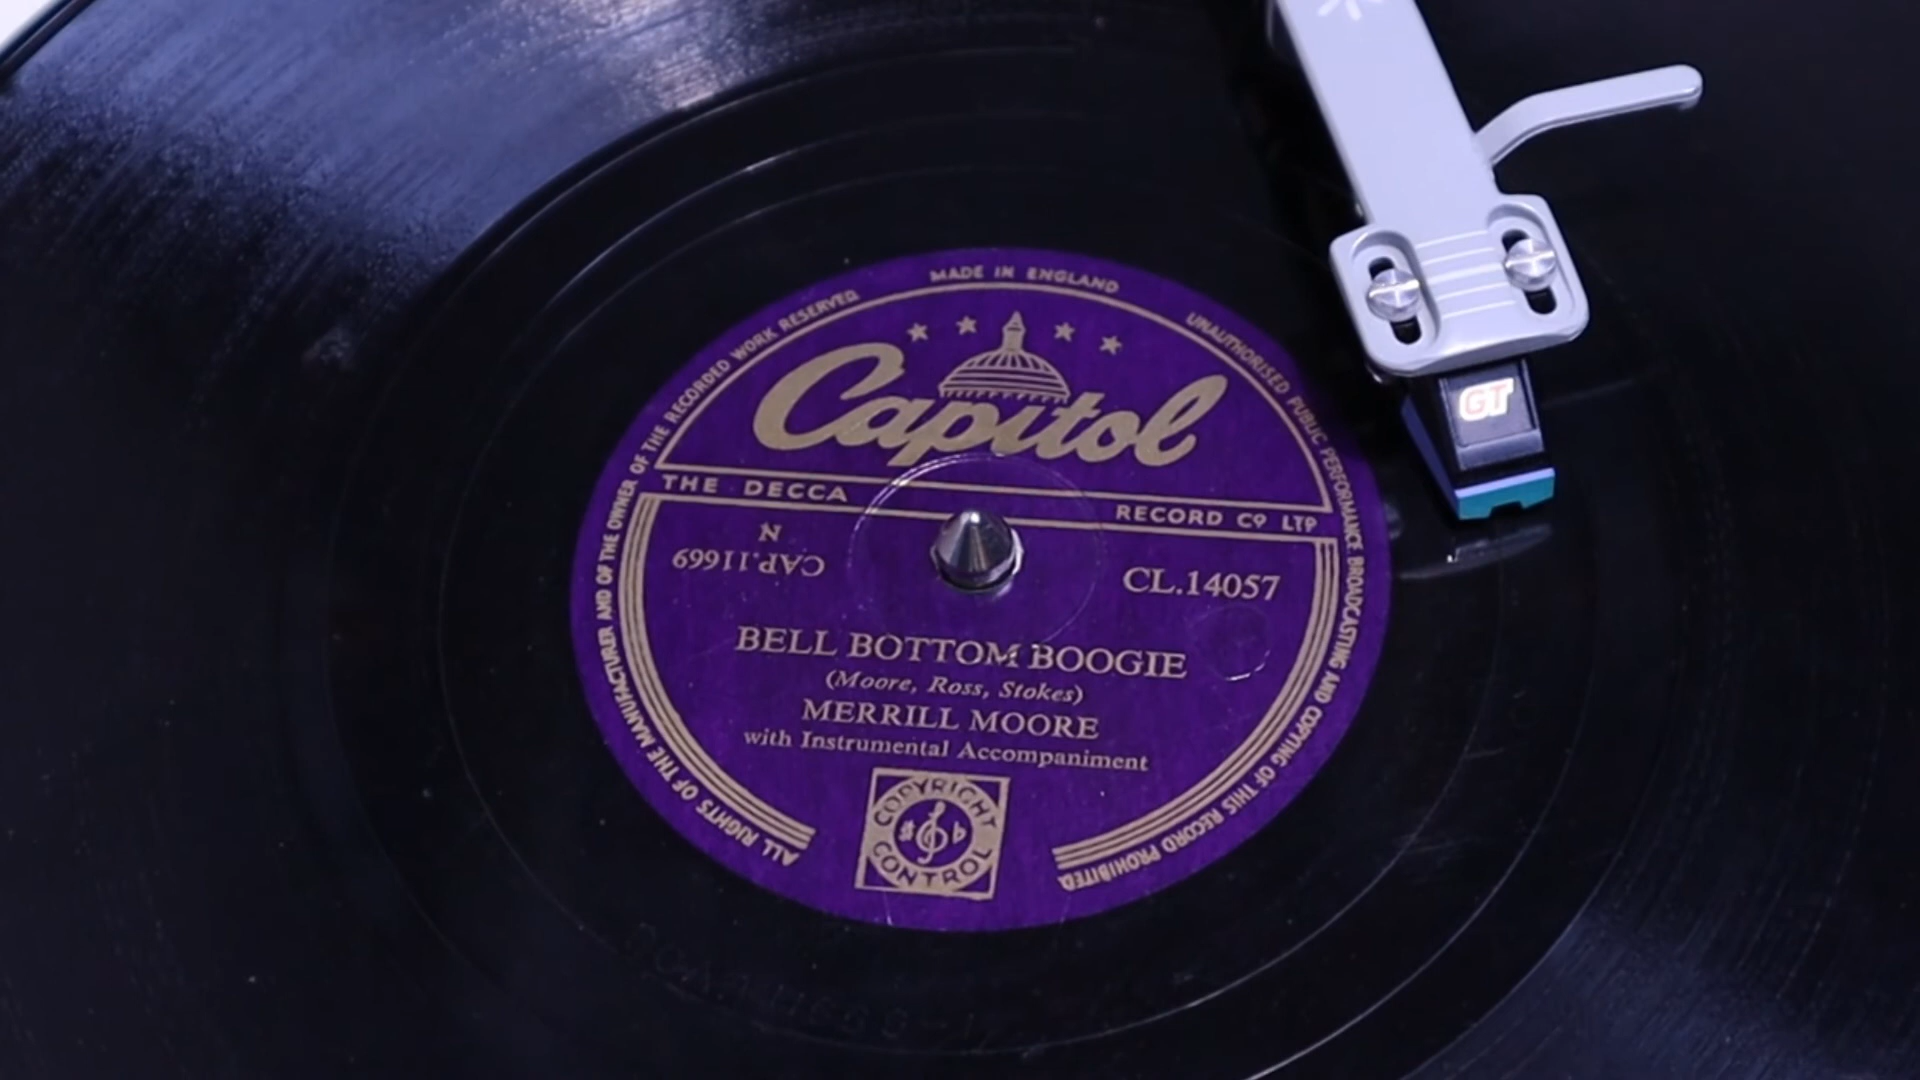 MADE IN ENGLAND
ALL RIGHTS OF THE MANUFACTURER AND OF THE OWNER OF THE RECORDED WORK RESERVED
UNAUTHORISED PUBLIC PERFORMANCE BROADCASTING AND COPYING OF THIS RECORD PROHIBITED
Capitol
THE DECCA RECORD Cº LTD
N
CAP.11669
CL.14057
BELL BOTTOM BOOGIE
(Moore, Ross, Stokes)
MERRILL MOORE
with Instrumental Accompaniment
COPYRIGHT
CONTROL
GT